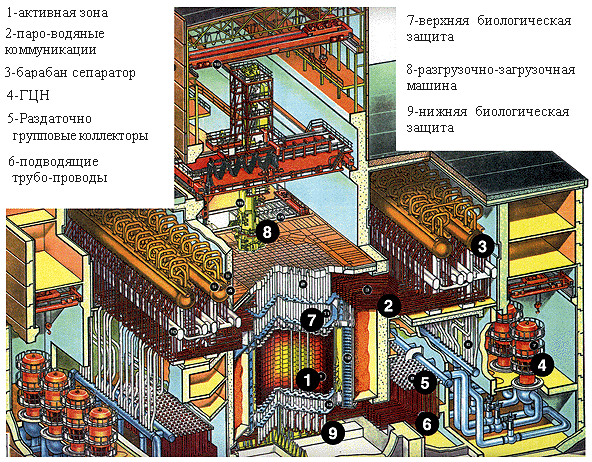 1-активная зона
2-паро-водяные
коммуникации
3-барабан сепаратор
4-ГЦН
5-Раздаточно
групповые коллекторы
6-подводящие
трубо-проводы
7-верхняя биологическая
защита
8-разгрузочно-загрузочная
машина
9-нижняя биологическая
защита
8
3
2
7
4
1
5
6
9